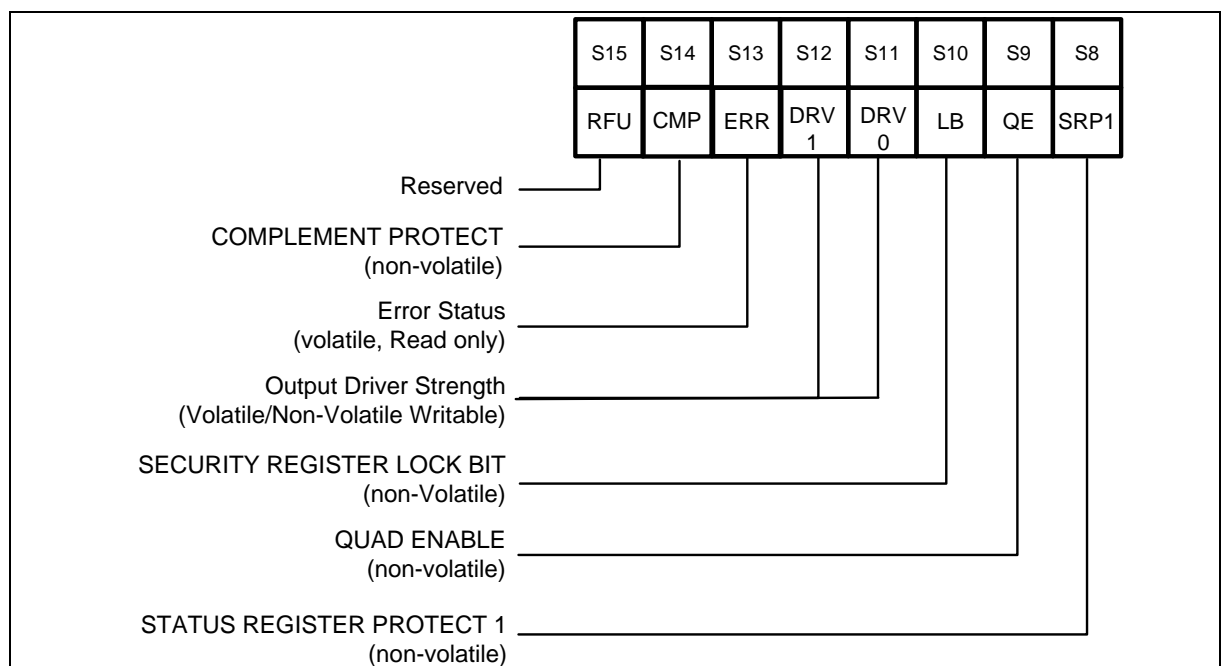 S15 S14 S13 S12 S11 S10 S9 S8
RFU CMP ERR DRV 1 DRV 0 LB QE SRP1
Reserved
COMPLEMENT PROTECT
(non-volatile)
Error Status
(volatile, Read only)
Output Driver Strength
(Volatile/Non-Volatile Writable)
SECURITY REGISTER LOCK BIT
(non-Volatile)
QUAD ENABLE
(non-volatile)
STATUS REGISTER PROTECT 1
(non-volatile)